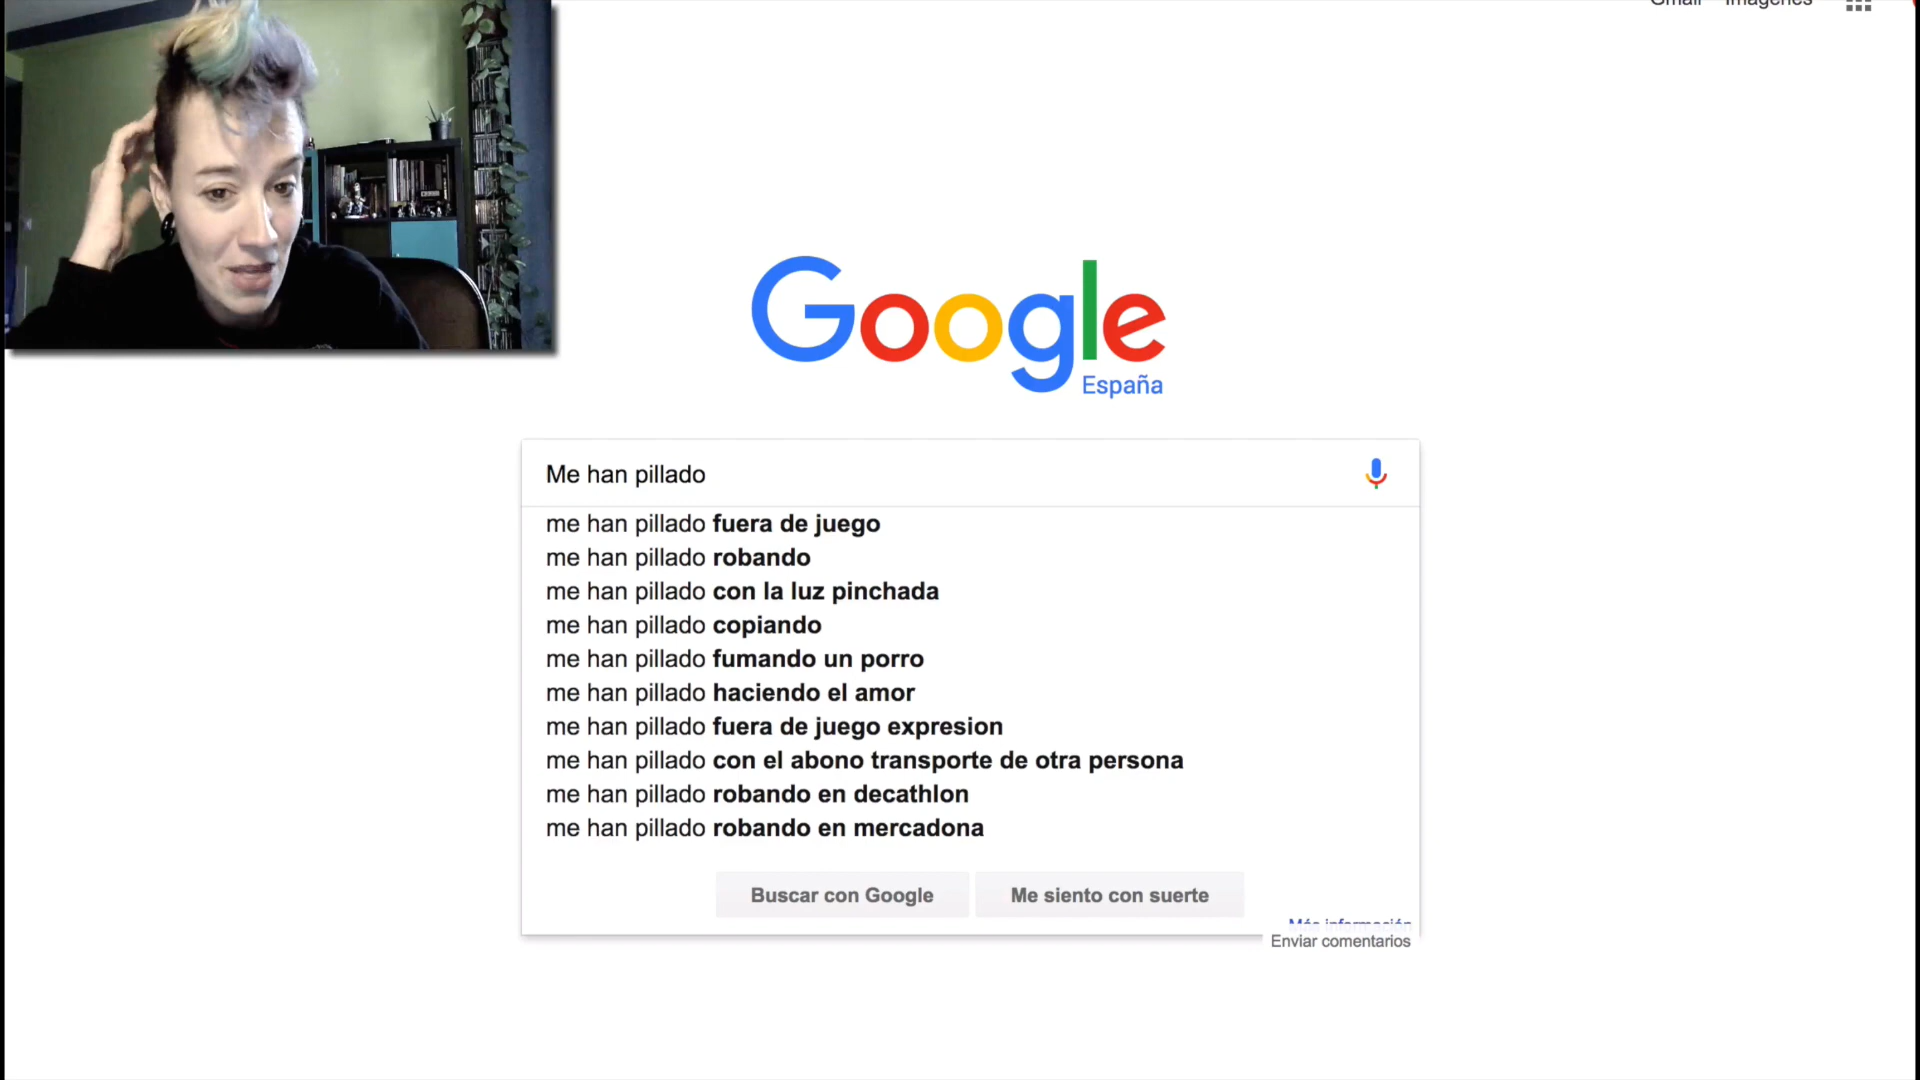 Gmail Imágenes
Google
España
Me han pillado
me han pillado fuera de juego
me han pillado robando
me han pillado con la luz pinchada
me han pillado copiando
me han pillado fumando un porro
me han pillado haciendo el amor
me han pillado fuera de juego expresion
me han pillado con el abono transporte de otra persona
me han pillado robando en decathlon
me han pillado robando en mercadona
Buscar con Google Me siento con suerte
Más información
Enviar comentarios